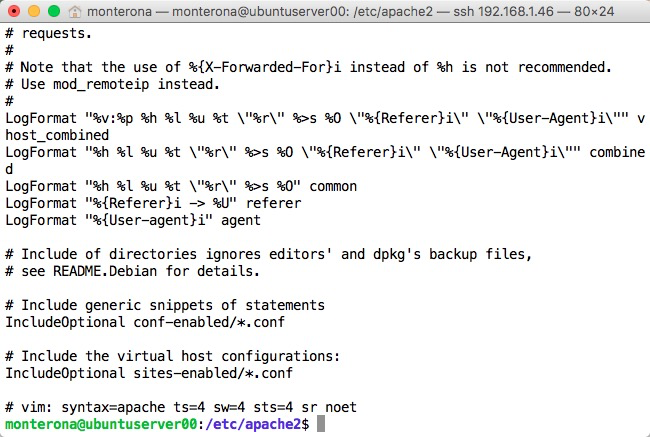 monterona — monterona@ubuntuserver00: /etc/apache2 — ssh 192.168.1.46 — 80×24
# requests.
#
# Note that the use of %{X-Forwarded-For}i instead of %h is not recommended.
# Use mod_remoteip instead.
#
LogFormat "%v:%p %h %l %u %t \"%r\" %>s %O \"%{Referer}i\" \"%{User-Agent}i\"" v
host_combined
LogFormat "%h %l %u %t \"%r\" %>s %O \"%{Referer}i\" \"%{User-Agent}i\"" combine
d
LogFormat "%h %l %u %t \"%r\" %>s %O" common
LogFormat "%{Referer}i -> %U" referer
LogFormat "%{User-agent}i" agent

# Include of directories ignores editors' and dpkg's backup files,
# see README.Debian for details.

# Include generic snippets of statements
IncludeOptional conf-enabled/*.conf

# Include the virtual host configurations:
IncludeOptional sites-enabled/*.conf

# vim: syntax=apache ts=4 sw=4 sts=4 sr noet
monterona@ubuntuserver00:/etc/apache2$